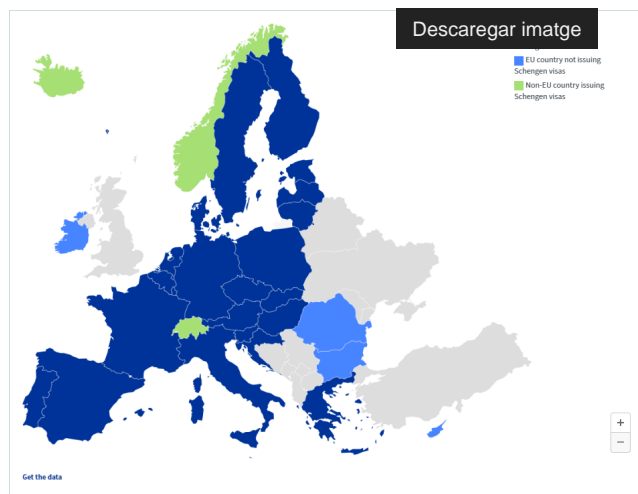 Descaregar imatge
EU country not issuing
Schengen visas
Non-EU country issuing
Schengen visas
+
−
Get the data